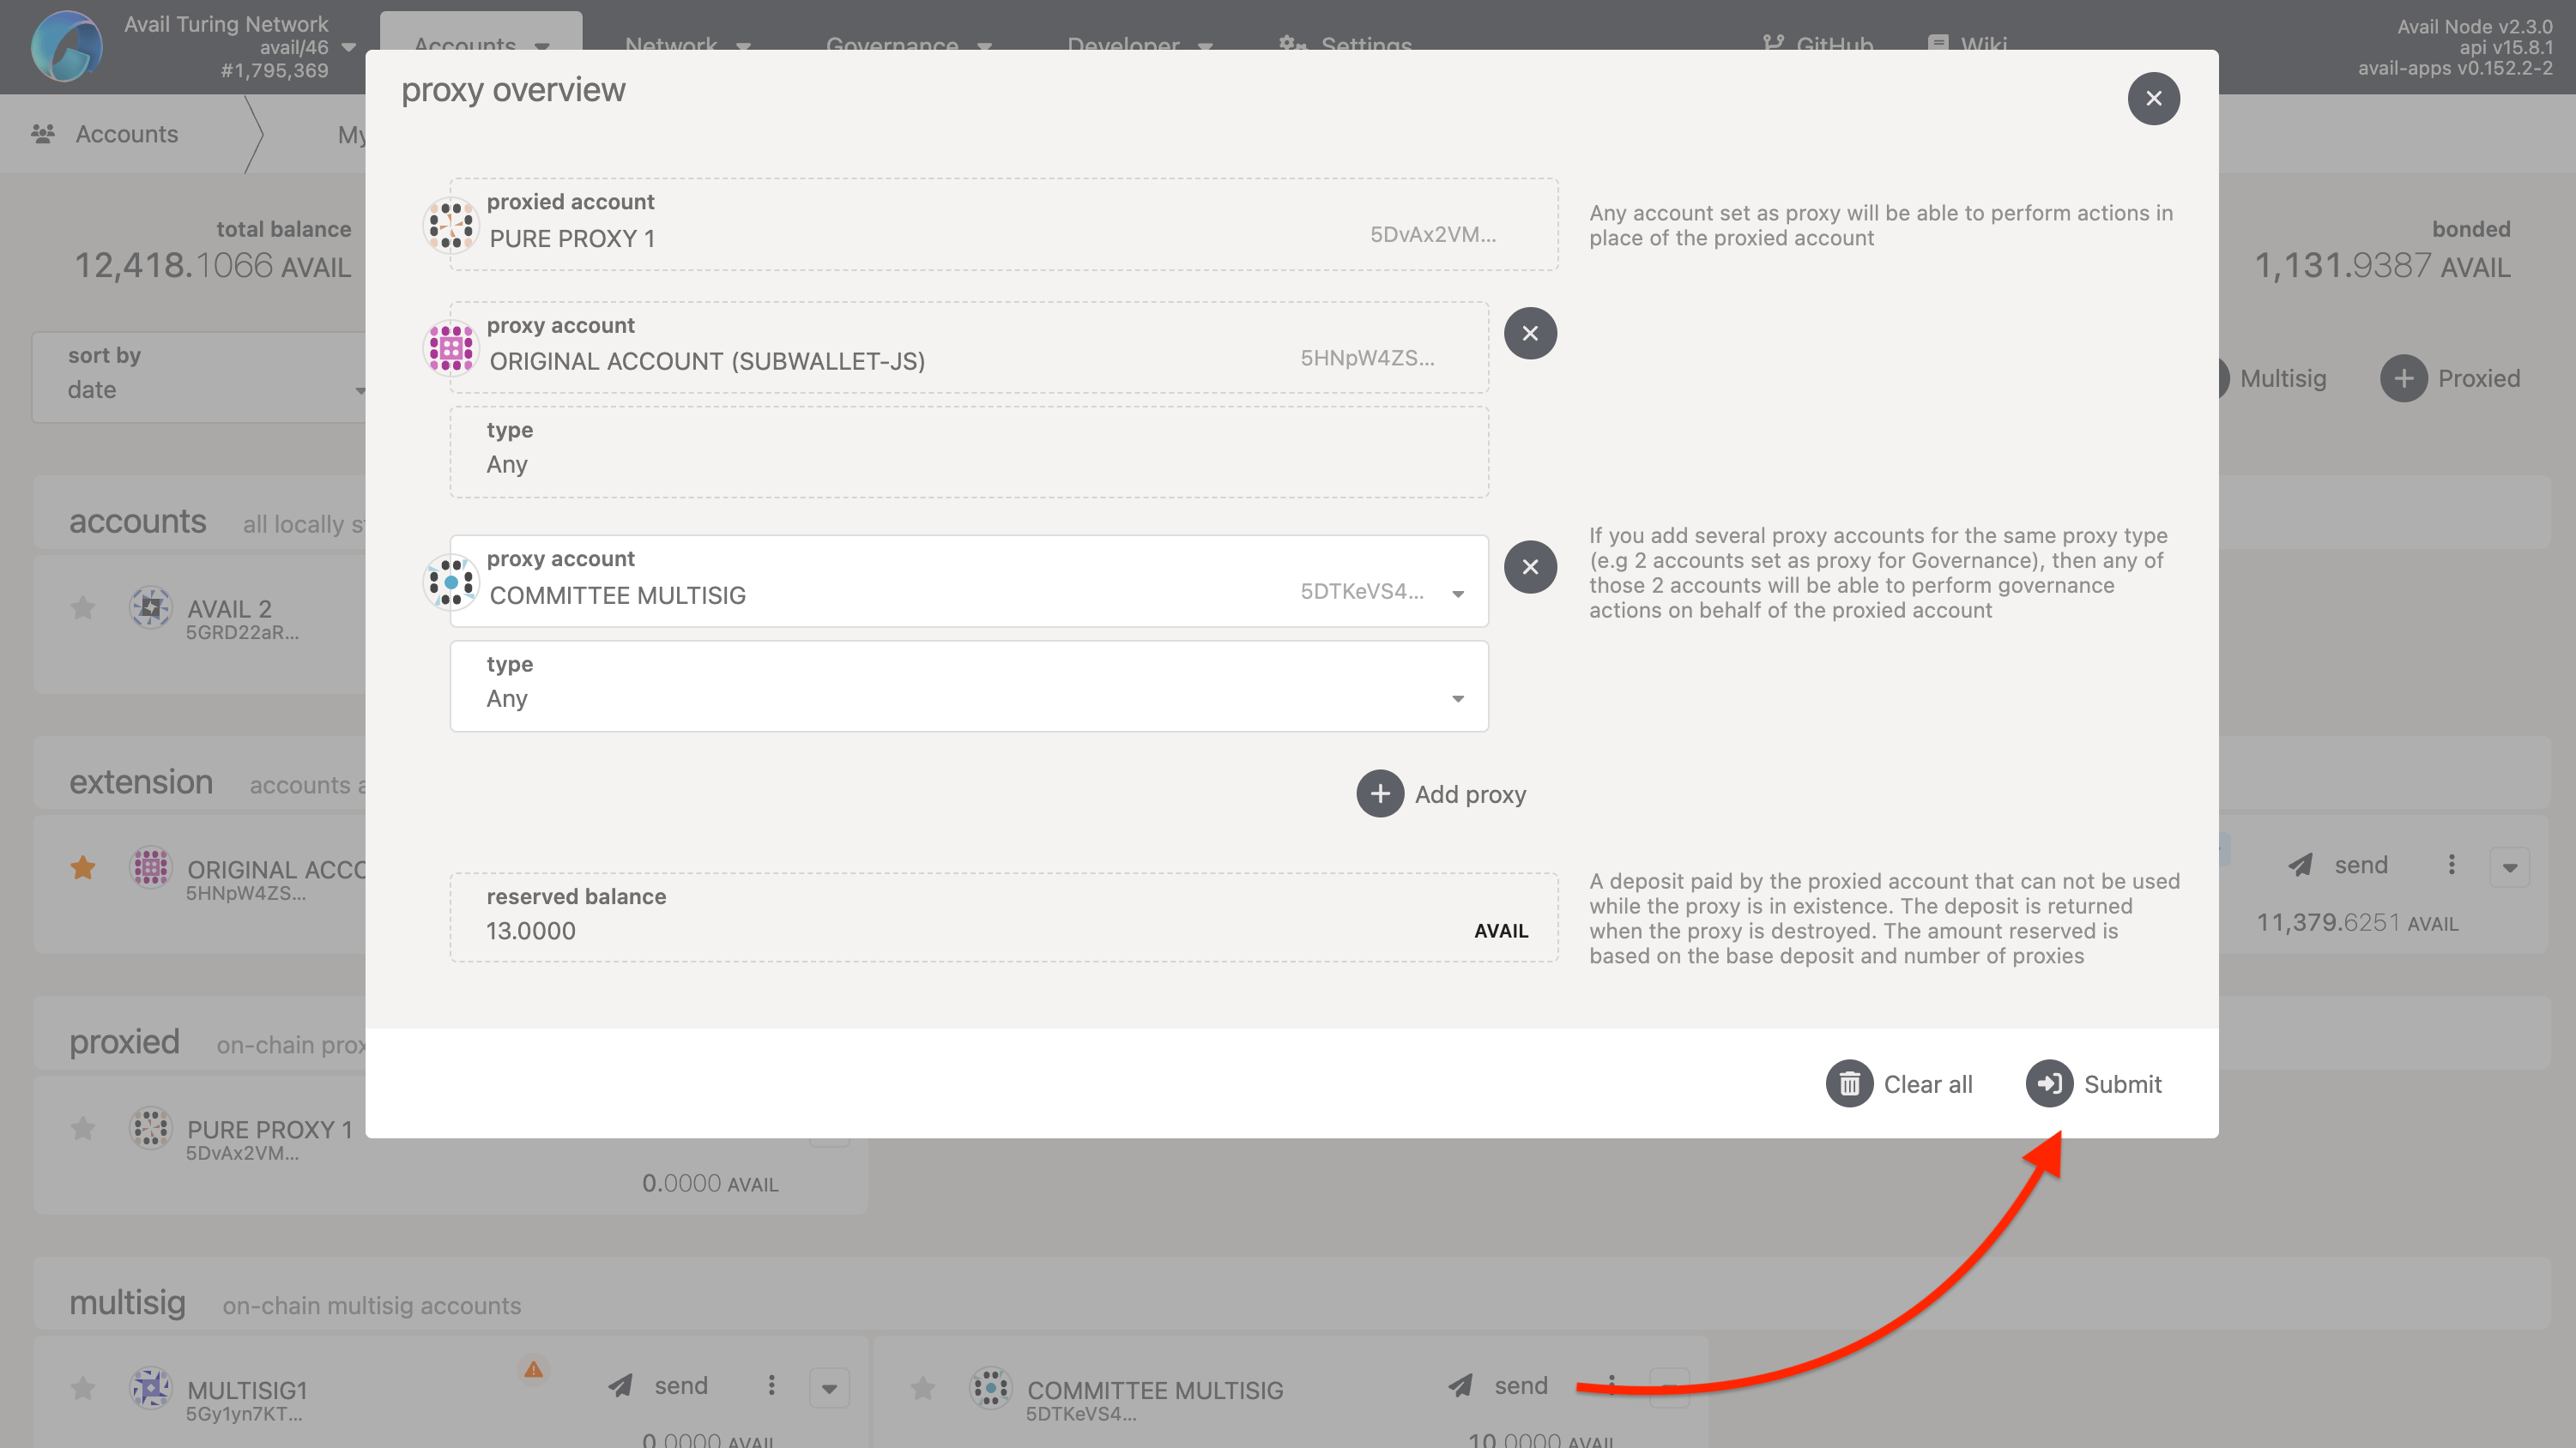 Avail Turing Network
avail/46
#1,795,369
Accounts
Network
Governance
Developer
Settings
GitHub
Wiki
Avail Node v2.3.0
api v15.8.1
avail-apps v0.152.2-2
Accounts
My
total balance
12,418.1066 AVAIL
bonded
1,131.9387 AVAIL
sort by
date
Multisig
Proxied
proxy overview
proxied account
PURE PROXY 1
5DvAx2VM...
Any account set as proxy will be able to perform actions in
place of the proxied account
proxy account
ORIGINAL ACCOUNT (SUBWALLET-JS)
5HNpW4ZS...
type
Any
proxy account
COMMITTEE MULTISIG
5DTKeVS4...
If you add several proxy accounts for the same proxy type
(e.g 2 accounts set as proxy for Governance), then any of
those 2 accounts will be able to perform governance
actions on behalf of the proxied account
type
Any
Add proxy
reserved balance
13.0000
AVAIL
A deposit paid by the proxied account that can not be used
while the proxy is in existence. The deposit is returned
when the proxy is destroyed. The amount reserved is
based on the base deposit and number of proxies
Clear all
Submit
accounts
all locally
AVAIL 2
5GRD22aR...
extension
accounts
ORIGINAL ACCO
5HNpW4ZS...
send
11,379.6251 AVAIL
proxied
on-chain prox
PURE PROXY 1
5DvAx2VM...
0.0000 AVAIL
multisig
on-chain multisig accounts
MULTISIG1
5Gy1yn7KT...
send
0.0000 AVAIL
COMMITTEE MULTISIG
5DTKeVS4...
send
10.0000 AVAIL